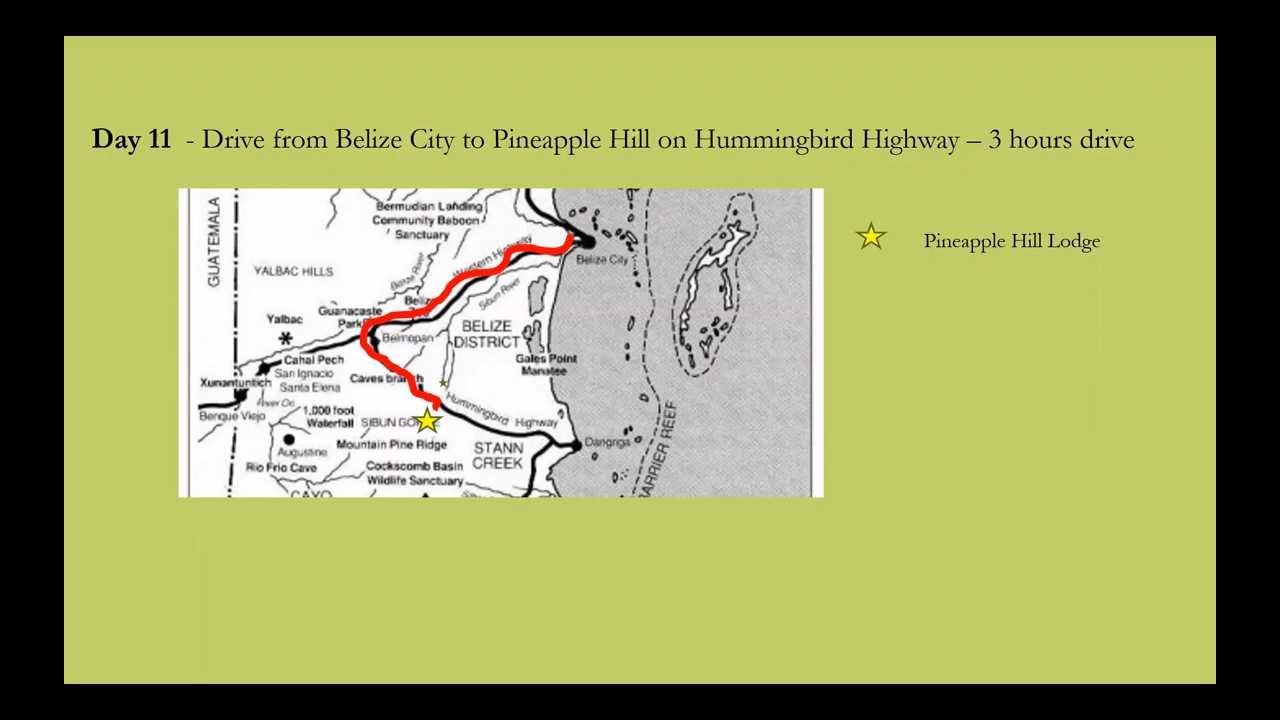 Day 11 - Drive from Belize City to Pineapple Hill on Hummingbird Highway – 3 hours drive
Pineapple Hill Lodge
GUATEMALA
Bermudian Landing
Community Baboon
Sanctuary
YALBAC HILLS
Belize River
Western Highway
Belize City
Sibun River
Guanacaste
Park
Yalbac
BELIZE
DISTRICT
Belmopan
Gales Point
Manatee
Cahal Pech
San Ignacio
Santa Elena
Xunantuntich
Caves branch
Benque Viejo
1,000 foot
Waterfall
SIBUN
Hummingbird Highway
Augustine
Mountain Pine Ridge
STANN
CREEK
Dangriga
Rio Frio Cave
Cockscomb Basin
Wildlife Sanctuary
CAYO
BARRIER REEF